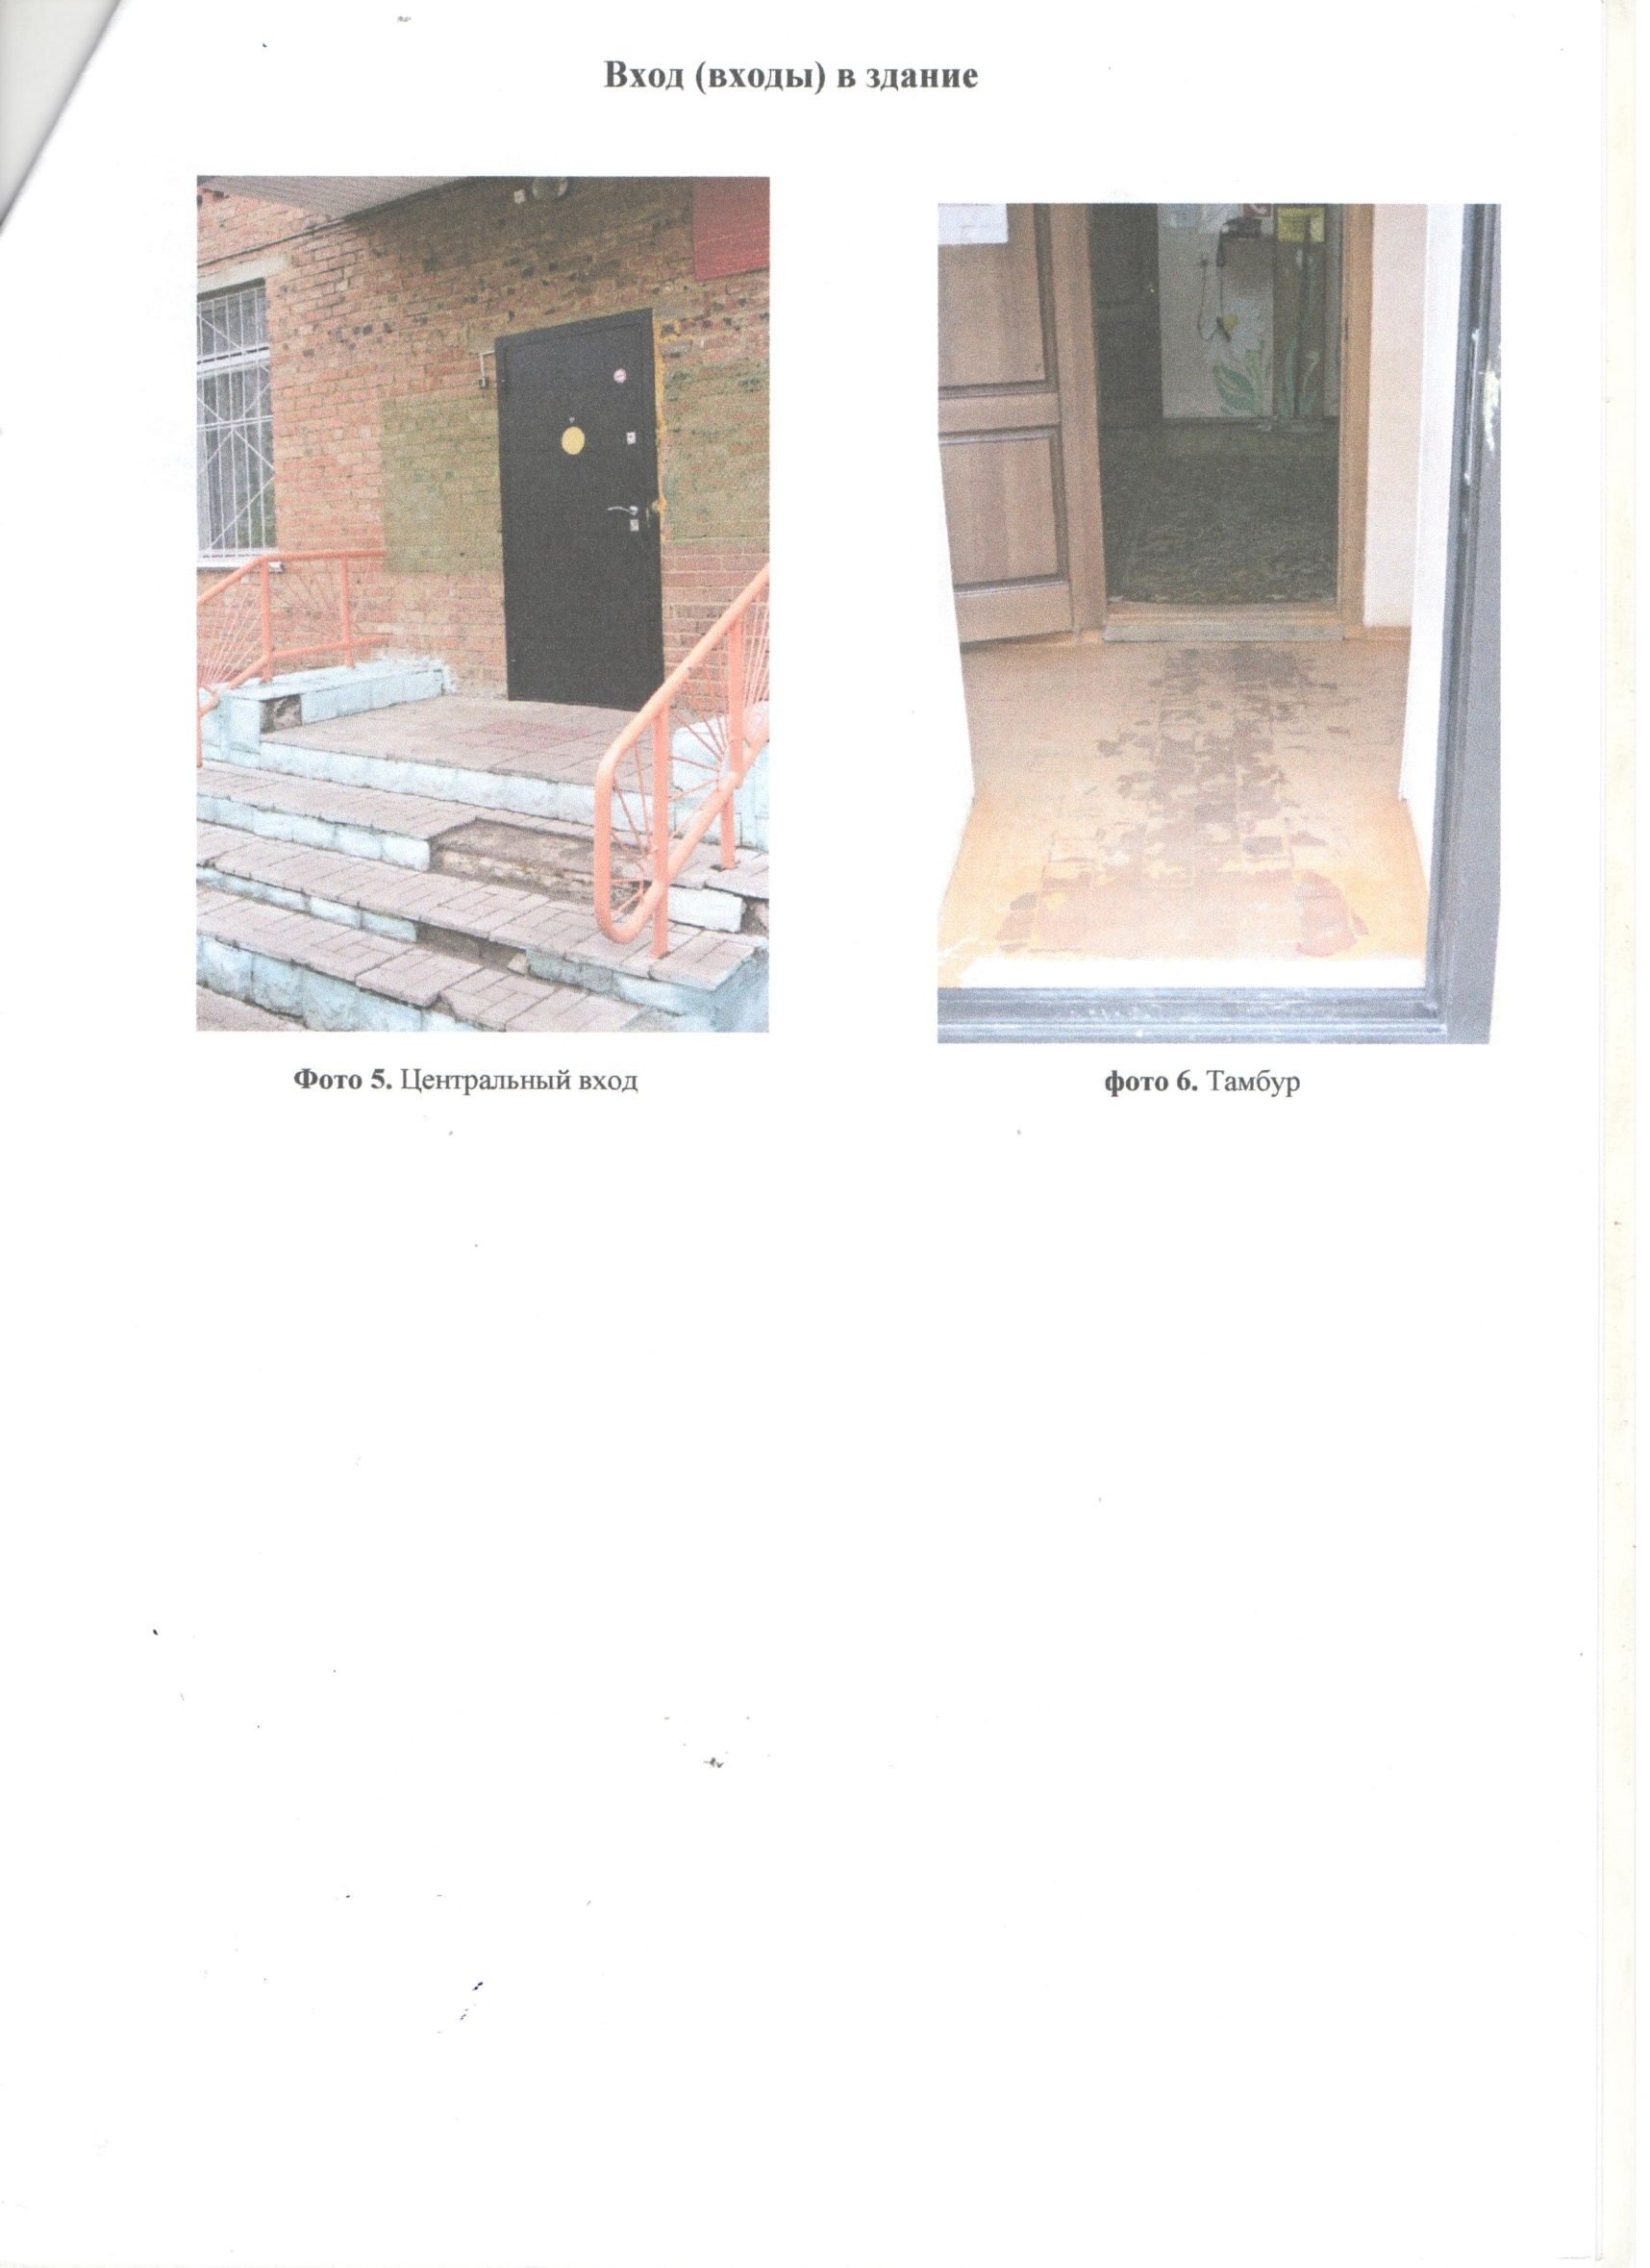 Вход (входы) в здание
Фото 5. Центральный вход
фото 6. Тамбур